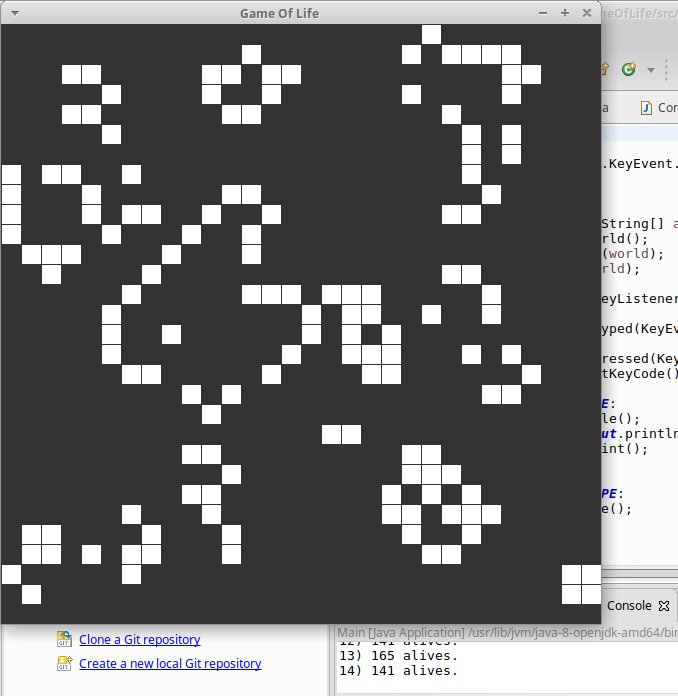 Game Of Life
eOfLife/src/
a
Cor
.KeyEvent.
String[] a
rld();
(world);
rld);
eyListener
yped(KeyEv
ressed(Key
tKeyCode()
E:
le();
ut.println
int();
PE:
e();
Console
Clone a Git repository
Create a new local Git repository
Main [Java Application] /usr/lib/jvm/java-8-openjdk-amd64/bin
12) 141 alives.
13) 165 alives.
14) 141 alives.